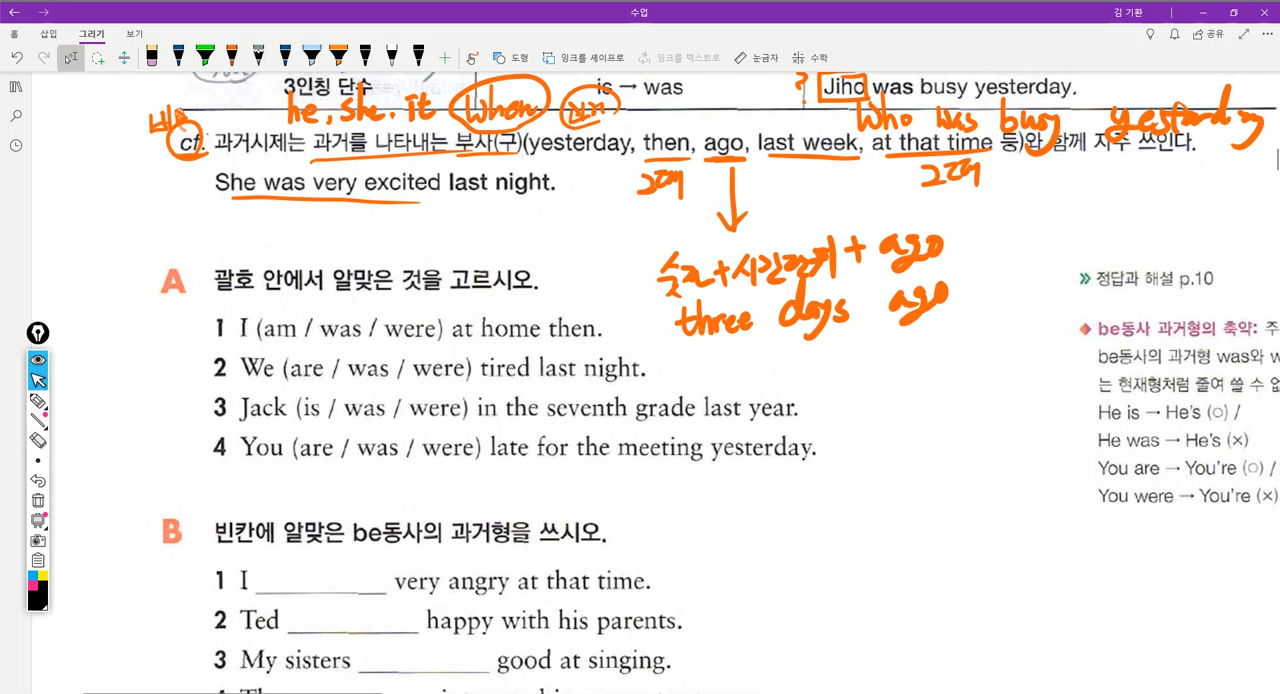 수업
김 기환
홈 삽입 그리기 보기
공유
도형 잉크를 셰이프로 잉크를 텍스트로 눈금자 수학
3인칭 단수 is → was ? Jiho was busy yesterday.
he, she. it when who was busy yesterday
cf. 과거시제는 과거를 나타내는 부사(구)(yesterday, then, ago, last week, at that time 등)와 함께 자주 쓰인다.
그때 그때
She was very excited last night.
숫자+시간단위+ ago
three days ago
A 괄호 안에서 알맞은 것을 고르시오.
1 I (am / was / were) at home then.
2 We (are / was / were) tired last night.
3 Jack (is / was / were) in the seventh grade last year.
4 You (are / was / were) late for the meeting yesterday.
» 정답과 해설 p.10
be동사 과거형의 축약: 주
be동사의 과거형 was와 w
는 현재형처럼 줄여 쓸 수 없
He is → He's (○) /
He was → He's (×)
You are → You're (○) /
You were → You're (×)
B 빈칸에 알맞은 be동사의 과거형을 쓰시오.
1 I ____________ very angry at that time.
2 Ted ____________ happy with his parents.
3 My sisters ____________ good at singing.